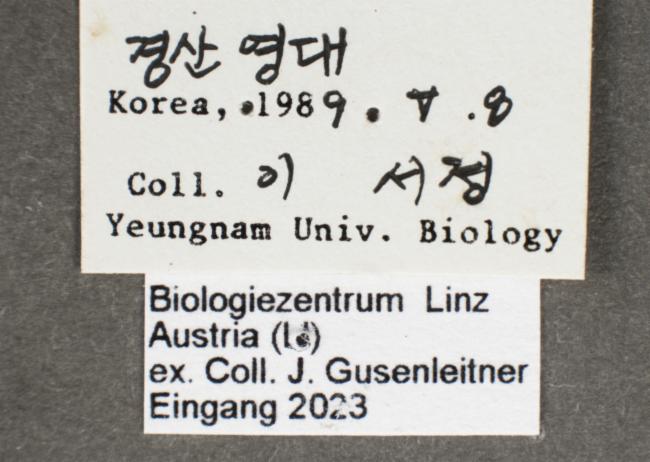 경산 영대
Korea, .1989 . V . 8
Coll. 이 서정
Yeungnam Univ. Biology
Biologiezentrum Linz
Austria
ex. Coll. J. Gusenleitner
Eingang 2023